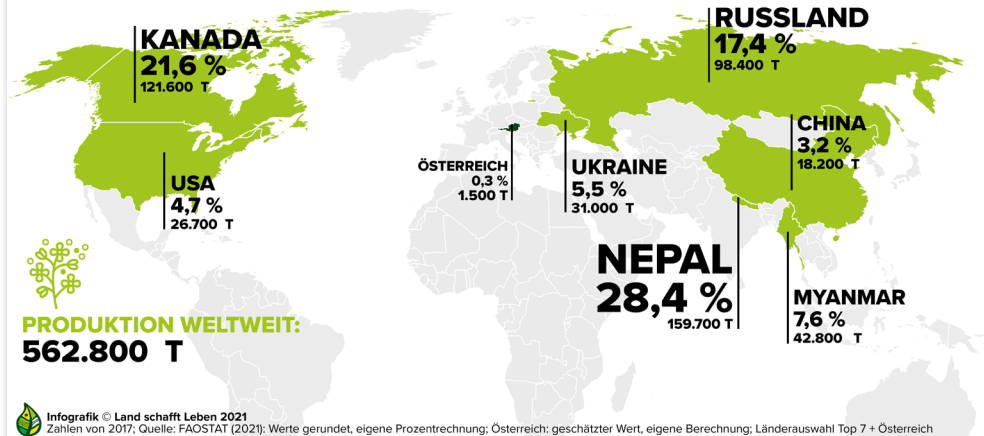 KANADA
21,6 %
121.600 T
RUSSLAND
17,4 %
98.400 T
CHINA
3,2 %
18.200 T
ÖSTERREICH
0,3 %
1.500 T
UKRAINE
5,5 %
31.000 T
USA
4,7 %
26.700 T
NEPAL
28,4 %
159.700 T
MYANMAR
7,6 %
42.800 T
PRODUKTION WELTWEIT:
562.800 T
Infografik © Land schafft Leben 2021
Zahlen von 2017; Quelle: FAOSTAT (2021): Werte gerundet, eigene Prozentrechnung; Österreich: geschätzter Wert, eigene Berechnung; Länderauswahl Top 7 + Österreich